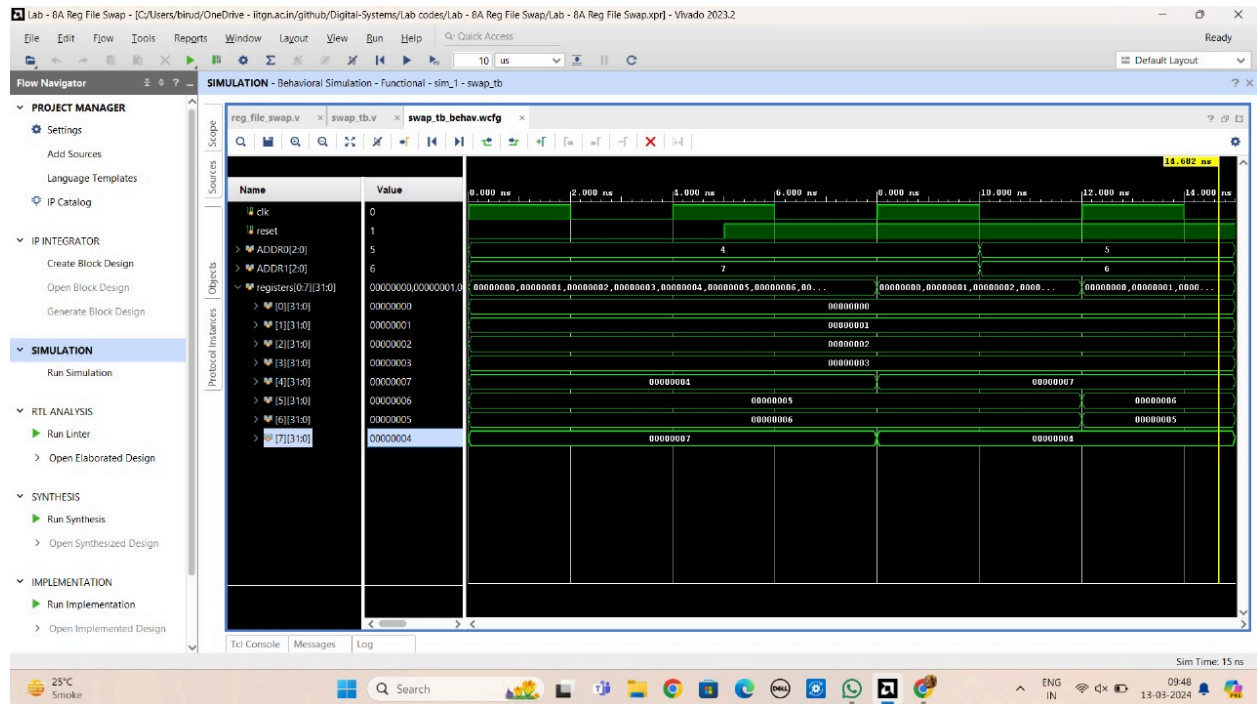 Lab - 8A Reg File Swap - [C:/Users/birud/OneDrive - iitgn.ac.in/github/Digital-Systems/Lab codes/Lab - 8A Reg File Swap/Lab - 8A Reg File Swap.xpr] - Vivado 2023.2
File Edit Flow Tools Reports Window Layout View Run Help Quick Access Ready
10 us Default Layout
Flow Navigator SIMULATION - Behavioral Simulation - Functional - sim_1 - swap_tb
PROJECT MANAGER
Settings
Add Sources
Language Templates
IP Catalog
IP INTEGRATOR
Create Block Design
Open Block Design
Generate Block Design
SIMULATION
Run Simulation
RTL ANALYSIS
Run Linter
Open Elaborated Design
SYNTHESIS
Run Synthesis
Open Synthesized Design
IMPLEMENTATION
Run Implementation
Open Implemented Design
Scope
Sources
Objects
Protocol Instances
reg_file_swap.v swap_tb.v swap_tb_behav.wcfg
14.602 ns
Name Value 0.000 ns 2.000 ns 4.000 ns 6.000 ns 8.000 ns 10.000 ns 12.000 ns 14.000 ns
clk 0
reset 1
ADDR0[2:0] 5 4 5
ADDR1[2:0] 6 7 6
registers[0:7][31:0] 00000000,00000001,0 00000000,00000001,00000002,00000003,00000004,00000005,00000006,00... 00000000,00000001,00000002,0000... 00000000,00000001,0000...
[0][31:0] 00000000 00000000
[1][31:0] 00000001 00000001
[2][31:0] 00000002 00000002
[3][31:0] 00000003 00000003
[4][31:0] 00000007 00000004 00000007
[5][31:0] 00000006 00000005 00000006
[6][31:0] 00000005 00000006 00000005
[7][31:0] 00000004 00000007 00000004
Tcl Console Messages Log
Sim Time: 15 ns
25°C
Smoke
Search
DELL
ENG
IN
09:48
13-03-2024